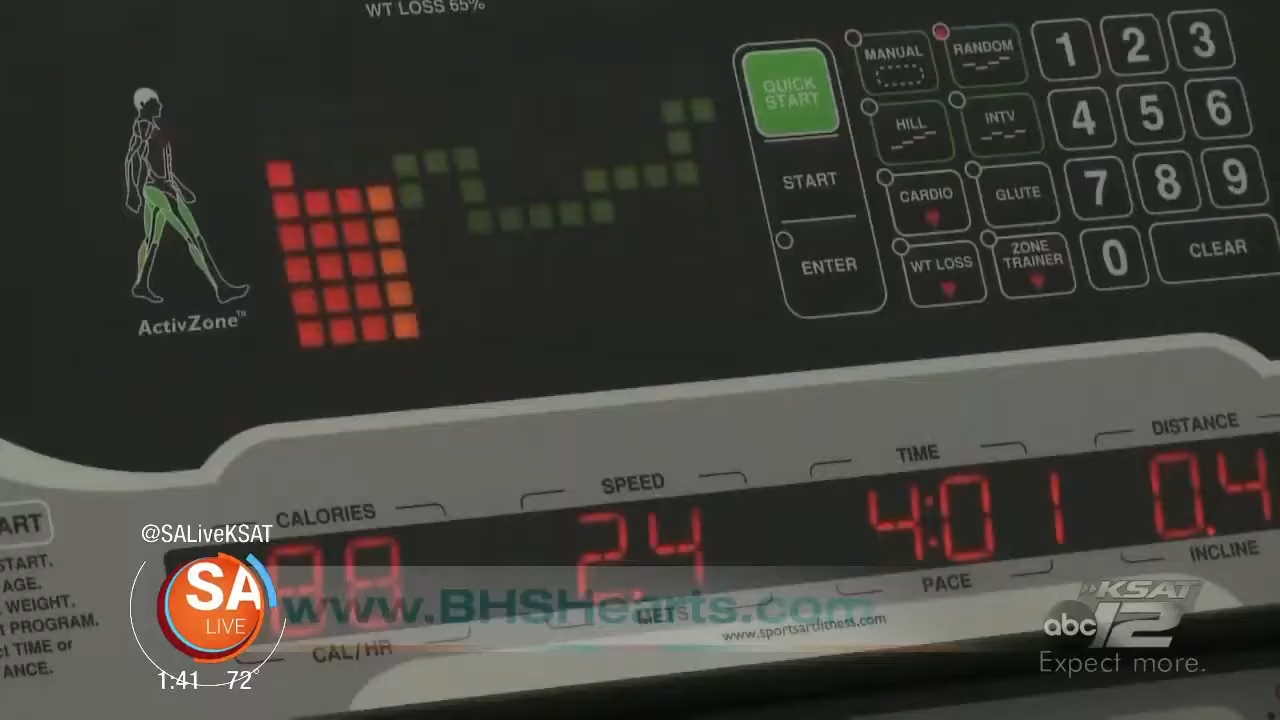 WT LOSS 65%
QUICK START
START
ENTER
MANUAL
RANDOM
HILL
INTV
CARDIO
GLUTE
WT LOSS
ZONE TRAINER
1 2 3
4 5 6
7 8 9
0 CLEAR
ActivZone™
CALORIES SPEED TIME DISTANCE
2.4 4:01 0.4
CAL/HR METS PACE INCLINE
ART
START.
AGE.
WEIGHT.
PROGRAM.
TIME or
ANCE.
www.sportsartfitness.com
@SALiveKSAT
SA
LIVE
1:41 72°
www.BHSHearts.com
KSAT
abc 12
Expect more.